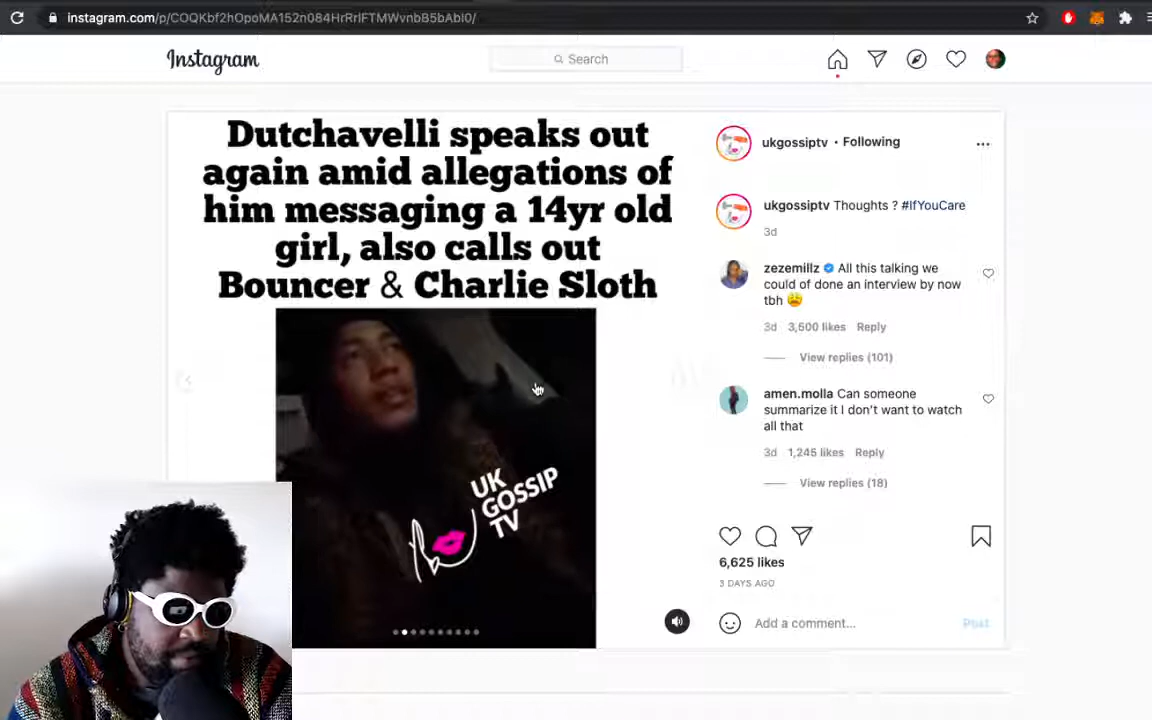 instagram.com/p/COQKbf2hOpoMA152n084HrRrlFTMWvnbB5bAbI0/
Instagram
Search
Dutchavelli speaks out
again amid allegations of
him messaging a 14yr old
girl, also calls out
Bouncer & Charlie Sloth
UK
GOSSIP
TV
ukgossiptv • Following
ukgossiptv Thoughts ? #IfYouCare
3d
zezemillz All this talking we
could of done an interview by now
tbh 😩
3d 3,500 likes Reply
View replies (101)
amen.molla Can someone
summarize it I don't want to watch
all that
3d 1,245 likes Reply
View replies (18)
6,625 likes
3 DAYS AGO
Add a comment... Post